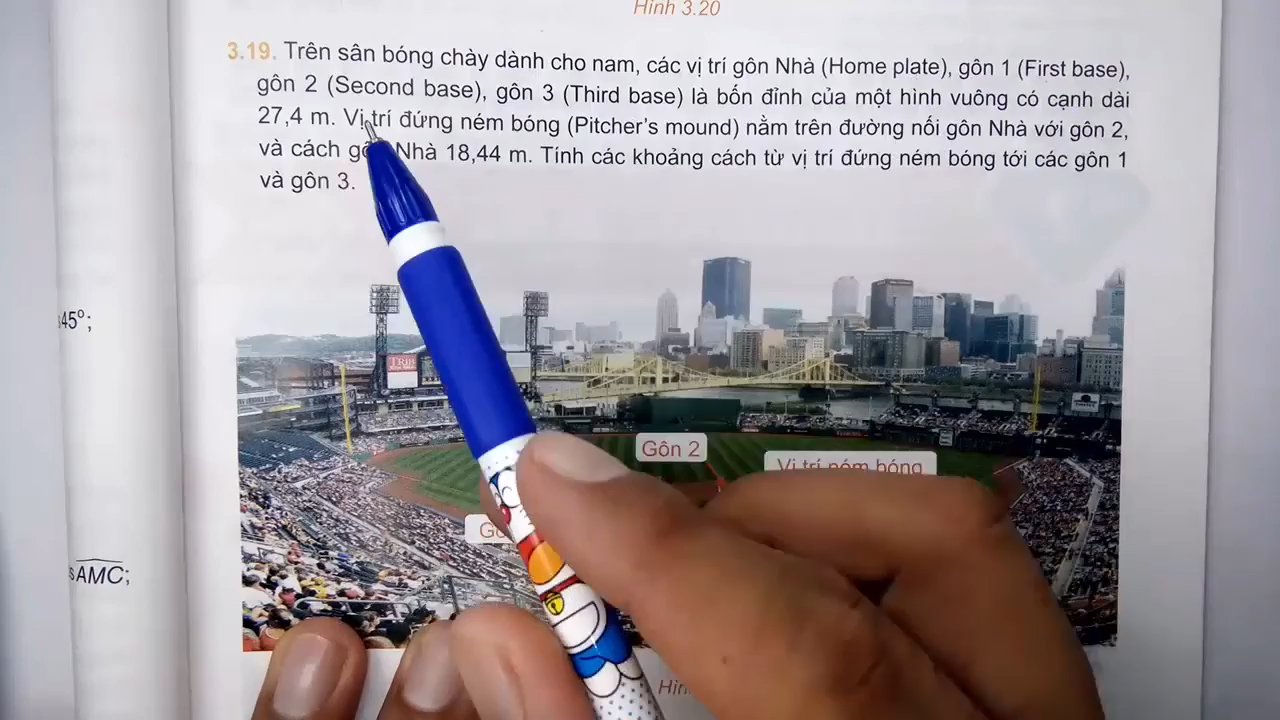 Hình 3.20
3.19. Trên sân bóng chày dành cho nam, các vị trí gôn Nhà (Home plate), gôn 1 (First base),
gôn 2 (Second base), gôn 3 (Third base) là bốn đỉnh của một hình vuông có cạnh dài
27,4 m. Vị trí đứng ném bóng (Pitcher's mound) nằm trên đường nối gôn Nhà với gôn 2,
và cách Nhà 18,44 m. Tính các khoảng cách từ vị trí đứng ném bóng tới các gôn 1
và gôn 3.
45°;
AMC;
Gôn 2
Vị trí ném bóng